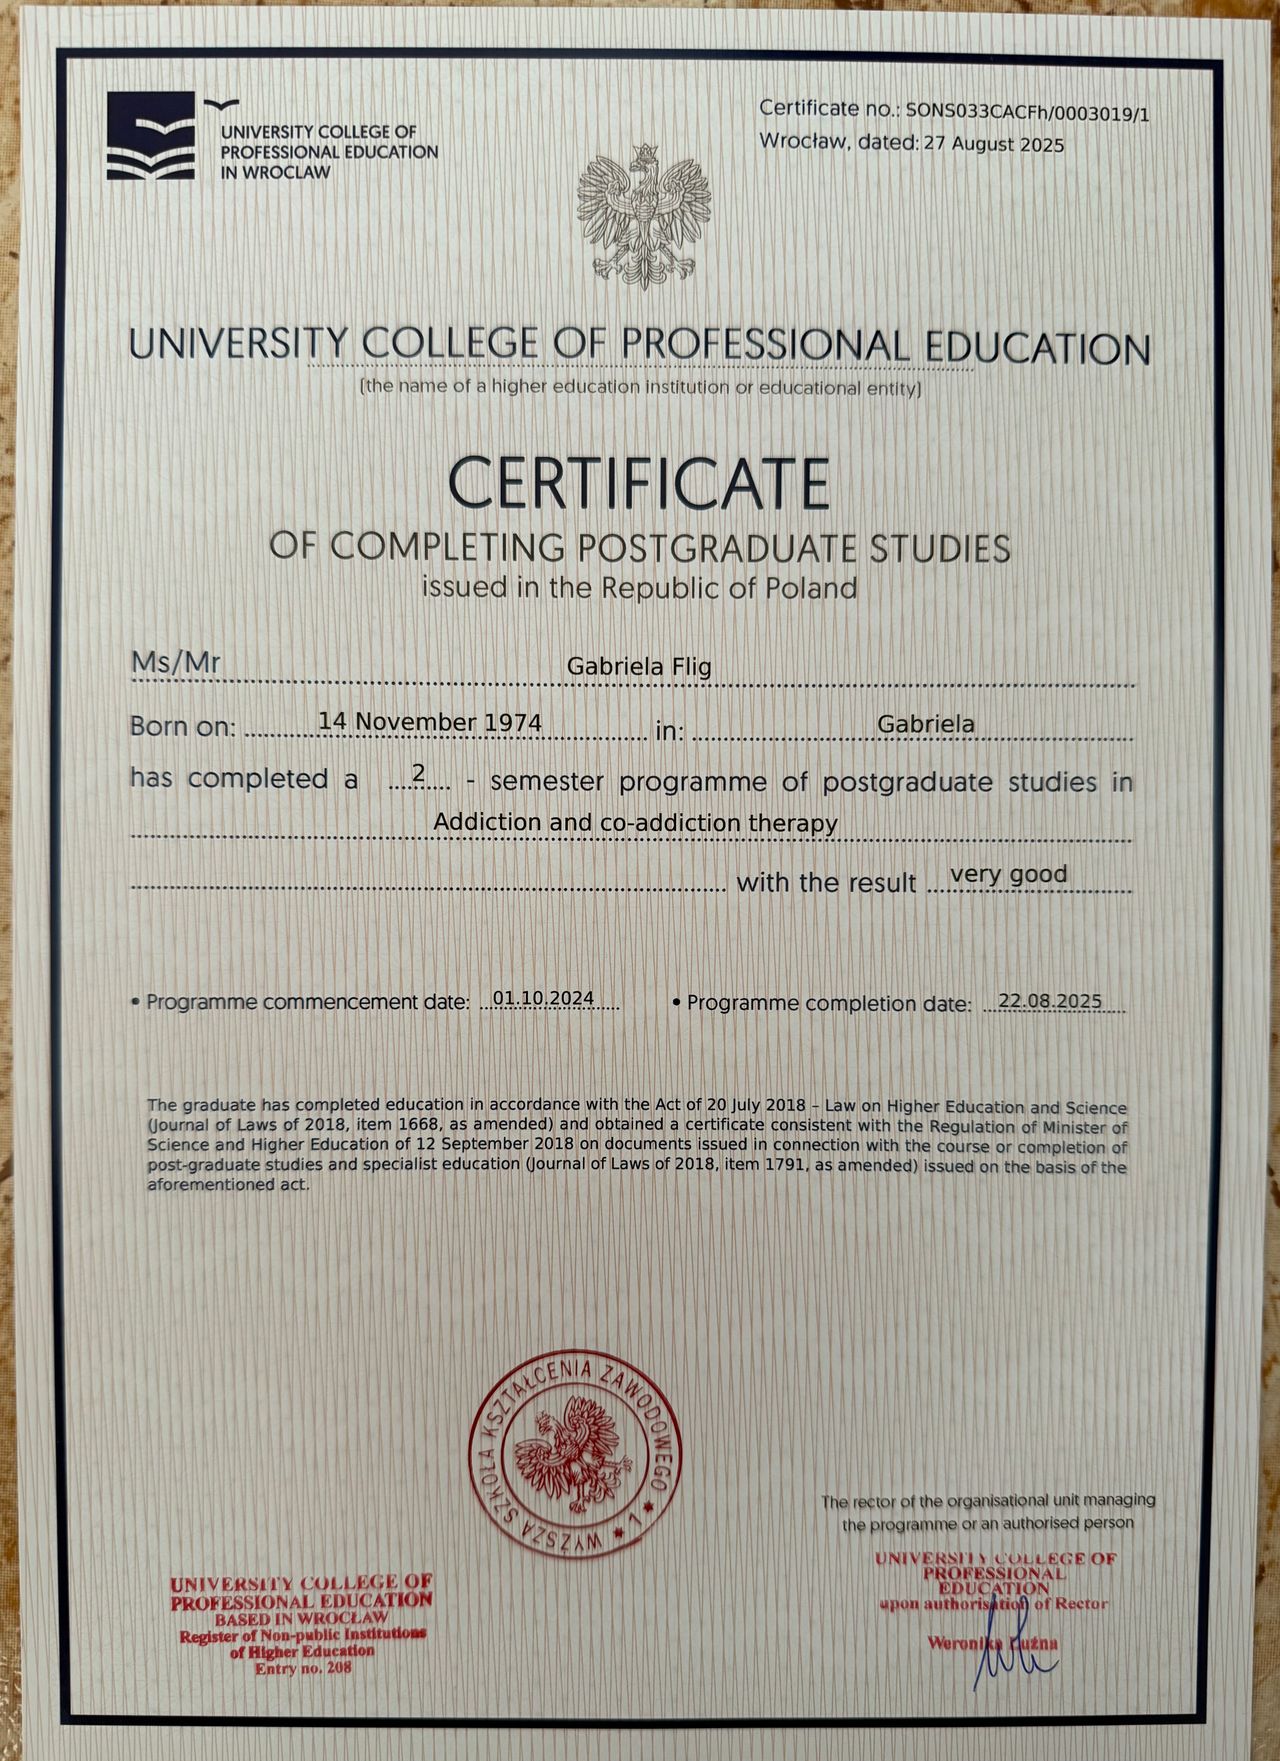 UNIVERSITY COLLEGE OF
PROFESSIONAL EDUCATION
IN WROCLAW
Certificate no.: SONS033CACFh/0003019/1
Wrocław, dated: 27 August 2025
UNIVERSITY COLLEGE OF PROFESSIONAL EDUCATION
(the name of a higher education institution or educational entity)
CERTIFICATE
OF COMPLETING POSTGRADUATE STUDIES
issued in the Republic of Poland
Ms/Mr Gabriela Flig
Born on: 14 November 1974 in: Gabriela
has completed a 2 - semester programme of postgraduate studies in
Addiction and co-addiction therapy
with the result very good
• Programme commencement date: 01.10.2024 • Programme completion date: 22.08.2025
The graduate has completed education in accordance with the Act of 20 July 2018 – Law on Higher Education and Science
(Journal of Laws of 2018, item 1668, as amended) and obtained a certificate consistent with the Regulation of Minister of
Science and Higher Education of 12 September 2018 on documents issued in connection with the course or completion of
post-graduate studies and specialist education (Journal of Laws of 2018, item 1791, as amended) issued on the basis of the
aforementioned act.
WYŻSZA SZKOŁA KSZTAŁCENIA ZAWODOWEGO * 1 *
The rector of the organisational unit managing
the programme or an authorised person
UNIVERSITY COLLEGE OF
PROFESSIONAL
EDUCATION
upon authorisation of Rector
Weronika Łuźna
UNIVERSITY COLLEGE OF
PROFESSIONAL EDUCATION
BASED IN WROCŁAW
Register of Non-public Institutions
of Higher Education
Entry no. 208